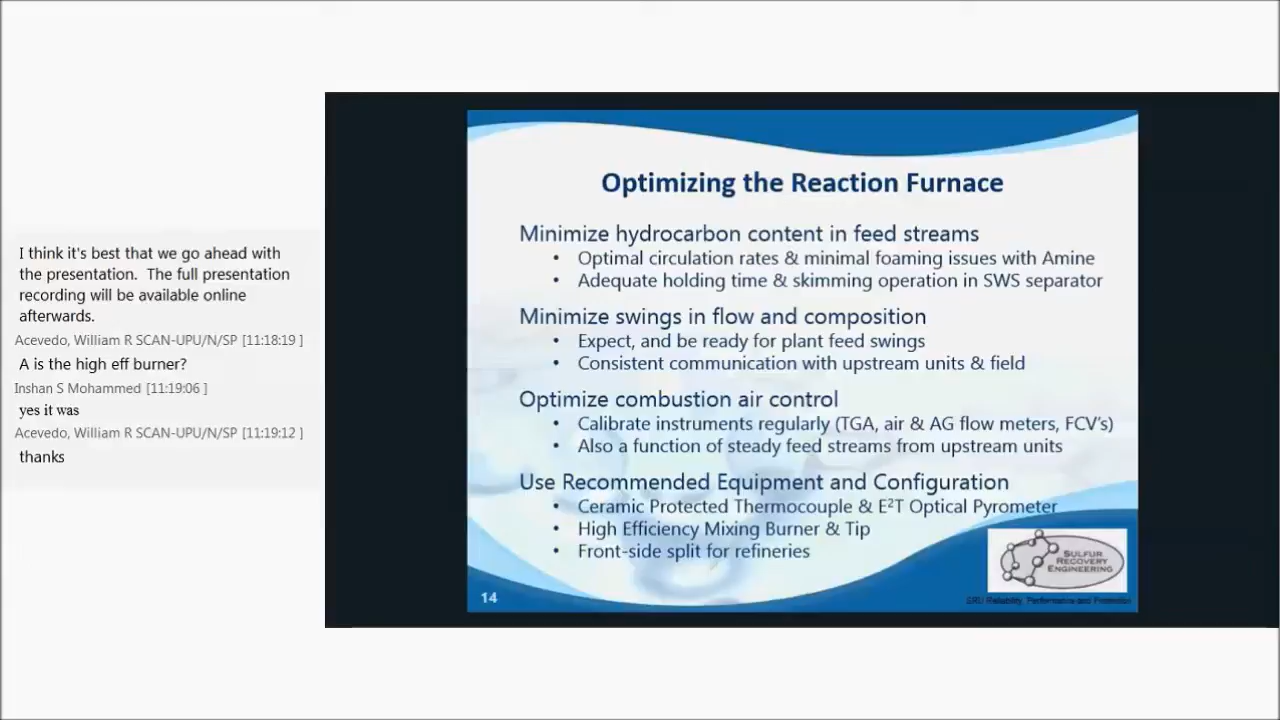 I think it's best that we go ahead with
the presentation.  The full presentation
recording will be available online
afterwards.
Acevedo, William R SCAN-UPU/N/SP [11:18:19 ]
A is the high eff burner?
Inshan S Mohammed [11:19:06 ]
yes it was
Acevedo, William R SCAN-UPU/N/SP [11:19:12 ]
thanks
Optimizing the Reaction Furnace
Minimize hydrocarbon content in feed streams
• Optimal circulation rates & minimal foaming issues with Amine
• Adequate holding time & skimming operation in SWS separator
Minimize swings in flow and composition
• Expect, and be ready for plant feed swings
• Consistent communication with upstream units & field
Optimize combustion air control
• Calibrate instruments regularly (TGA, air & AG flow meters, FCV's)
• Also a function of steady feed streams from upstream units
Use Recommended Equipment and Configuration
• Ceramic Protected Thermocouple & E²T Optical Pyrometer
• High Efficiency Mixing Burner & Tip
• Front-side split for refineries
SULFUR
RECOVERY
ENGINEERING
14
SRU Reliability, Performance and Promotion